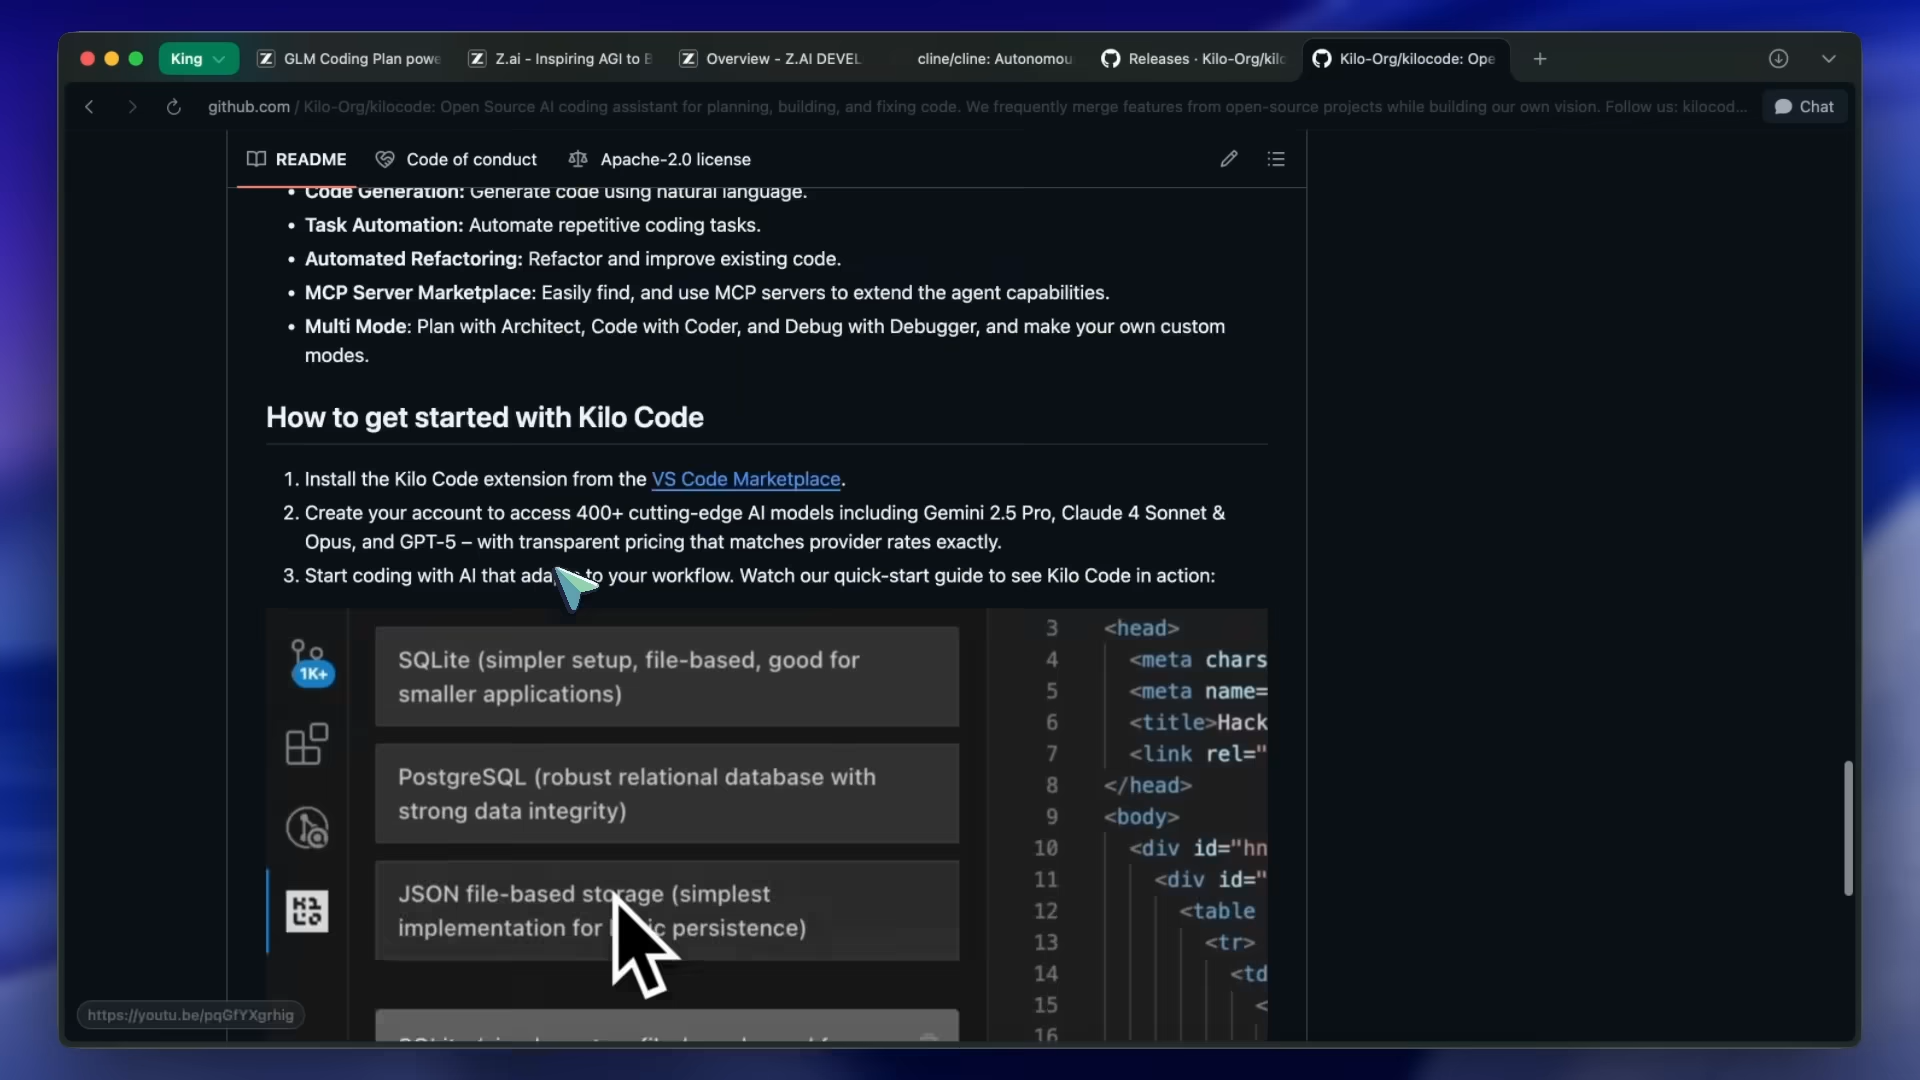 King
GLM Coding Plan powe
Z.ai - Inspiring AGI to B
Overview - Z.AI DEVEL
cline/cline: Autonomou
Releases · Kilo-Org/kilo
Kilo-Org/kilocode: Ope
github.com / Kilo-Org/kilocode: Open Source AI coding assistant for planning, building, and fixing code. We frequently merge features from open-source projects while building our own vision. Follow us: kilocod...
Chat
README
Code of conduct
Apache-2.0 license
• Code Generation: Generate code using natural language.
• Task Automation: Automate repetitive coding tasks.
• Automated Refactoring: Refactor and improve existing code.
• MCP Server Marketplace: Easily find, and use MCP servers to extend the agent capabilities.
• Multi Mode: Plan with Architect, Code with Coder, and Debug with Debugger, and make your own custom
modes.
How to get started with Kilo Code
1. Install the Kilo Code extension from the VS Code Marketplace.
2. Create your account to access 400+ cutting-edge AI models including Gemini 2.5 Pro, Claude 4 Sonnet &
Opus, and GPT-5 – with transparent pricing that matches provider rates exactly.
3. Start coding with AI that ada to your workflow. Watch our quick-start guide to see Kilo Code in action:
1K+
SQLite (simpler setup, file-based, good for
smaller applications)
PostgreSQL (robust relational database with
strong data integrity)
JSON file-based storage (simplest
implementation for persistence)
3 <head>
4 <meta chars
5 <meta name=
6 <title>Hack
7 <link rel="
8 </head>
9 <body>
10 <div id="hn
11 <div id="
12 <table
13 <tr>
14 <td
15 <
16
https://youtu.be/pqGfYXgrhig